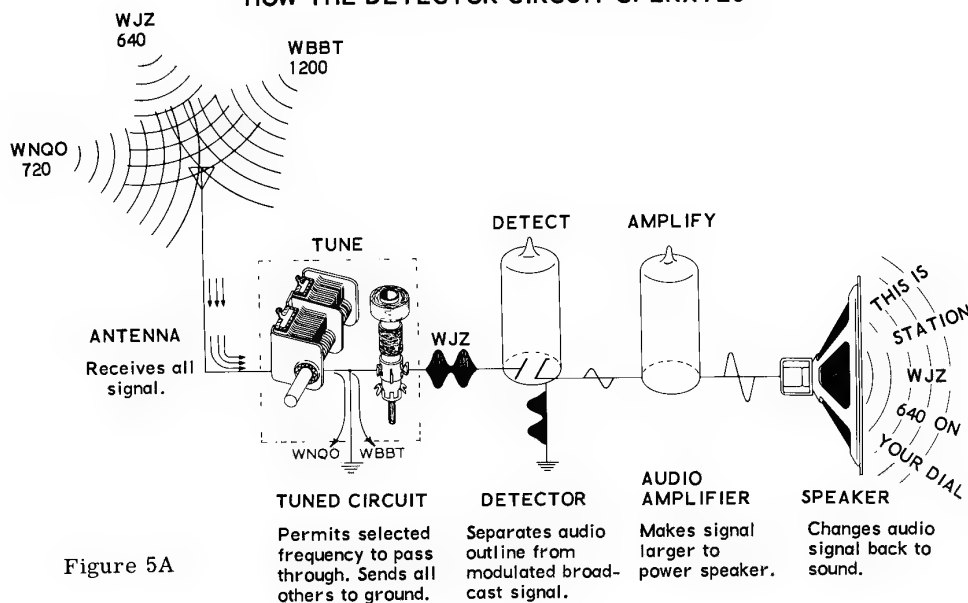 HOW THE DETECTOR CIRCUIT OPERATES
WJZ
640
WBBT
1200
WNQO
720
TUNE
DETECT
AMPLIFY
ANTENNA
Receives all
signal.
WJZ
THIS IS
STATION
WJZ
640 ON
YOUR DIAL
WNQO
WBBT
TUNED CIRCUIT
Permits selected
frequency to pass
through. Sends all
others to ground.
DETECTOR
Separates audio
outline from
modulated broad-
cast signal.
AUDIO
AMPLIFIER
Makes signal
larger to
power speaker.
SPEAKER
Changes audio
signal back to
sound.
Figure 5A